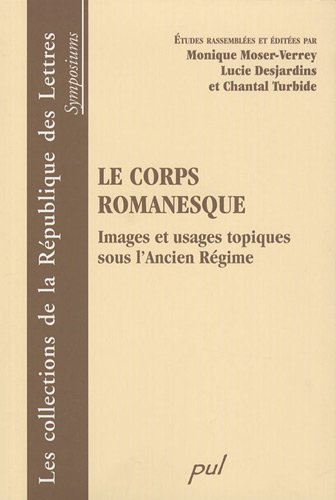 ÉTUDES RASSEMBLÉES ET ÉDITÉES PAR
Monique Moser-Verrey
Lucie Desjardins
et Chantal Turbide
LE CORPS
ROMANESQUE
Images et usages topiques
sous l'Ancien Régime
Les collections de la République des Lettres
Symposiums
pul